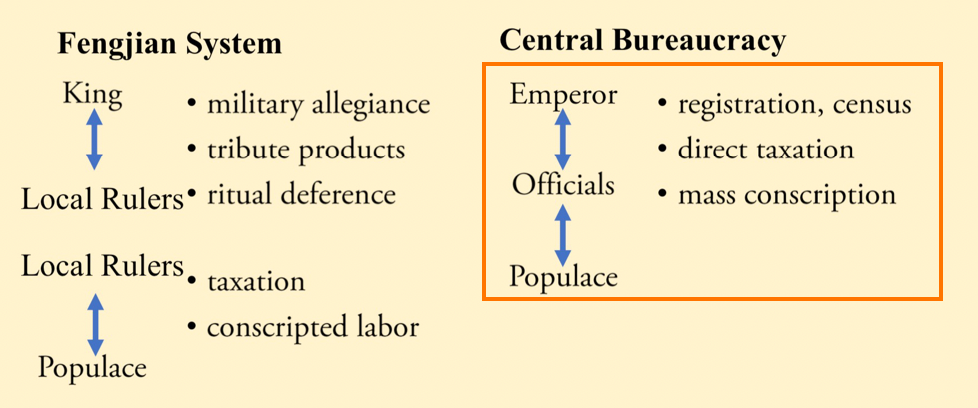 Fengjian System
King
• military allegiance
• tribute products
Local Rulers
• ritual deference
Local Rulers
• taxation
• conscripted labor
Populace
Central Bureaucracy
Emperor
• registration, census
• direct taxation
Officials
• mass conscription
Populace